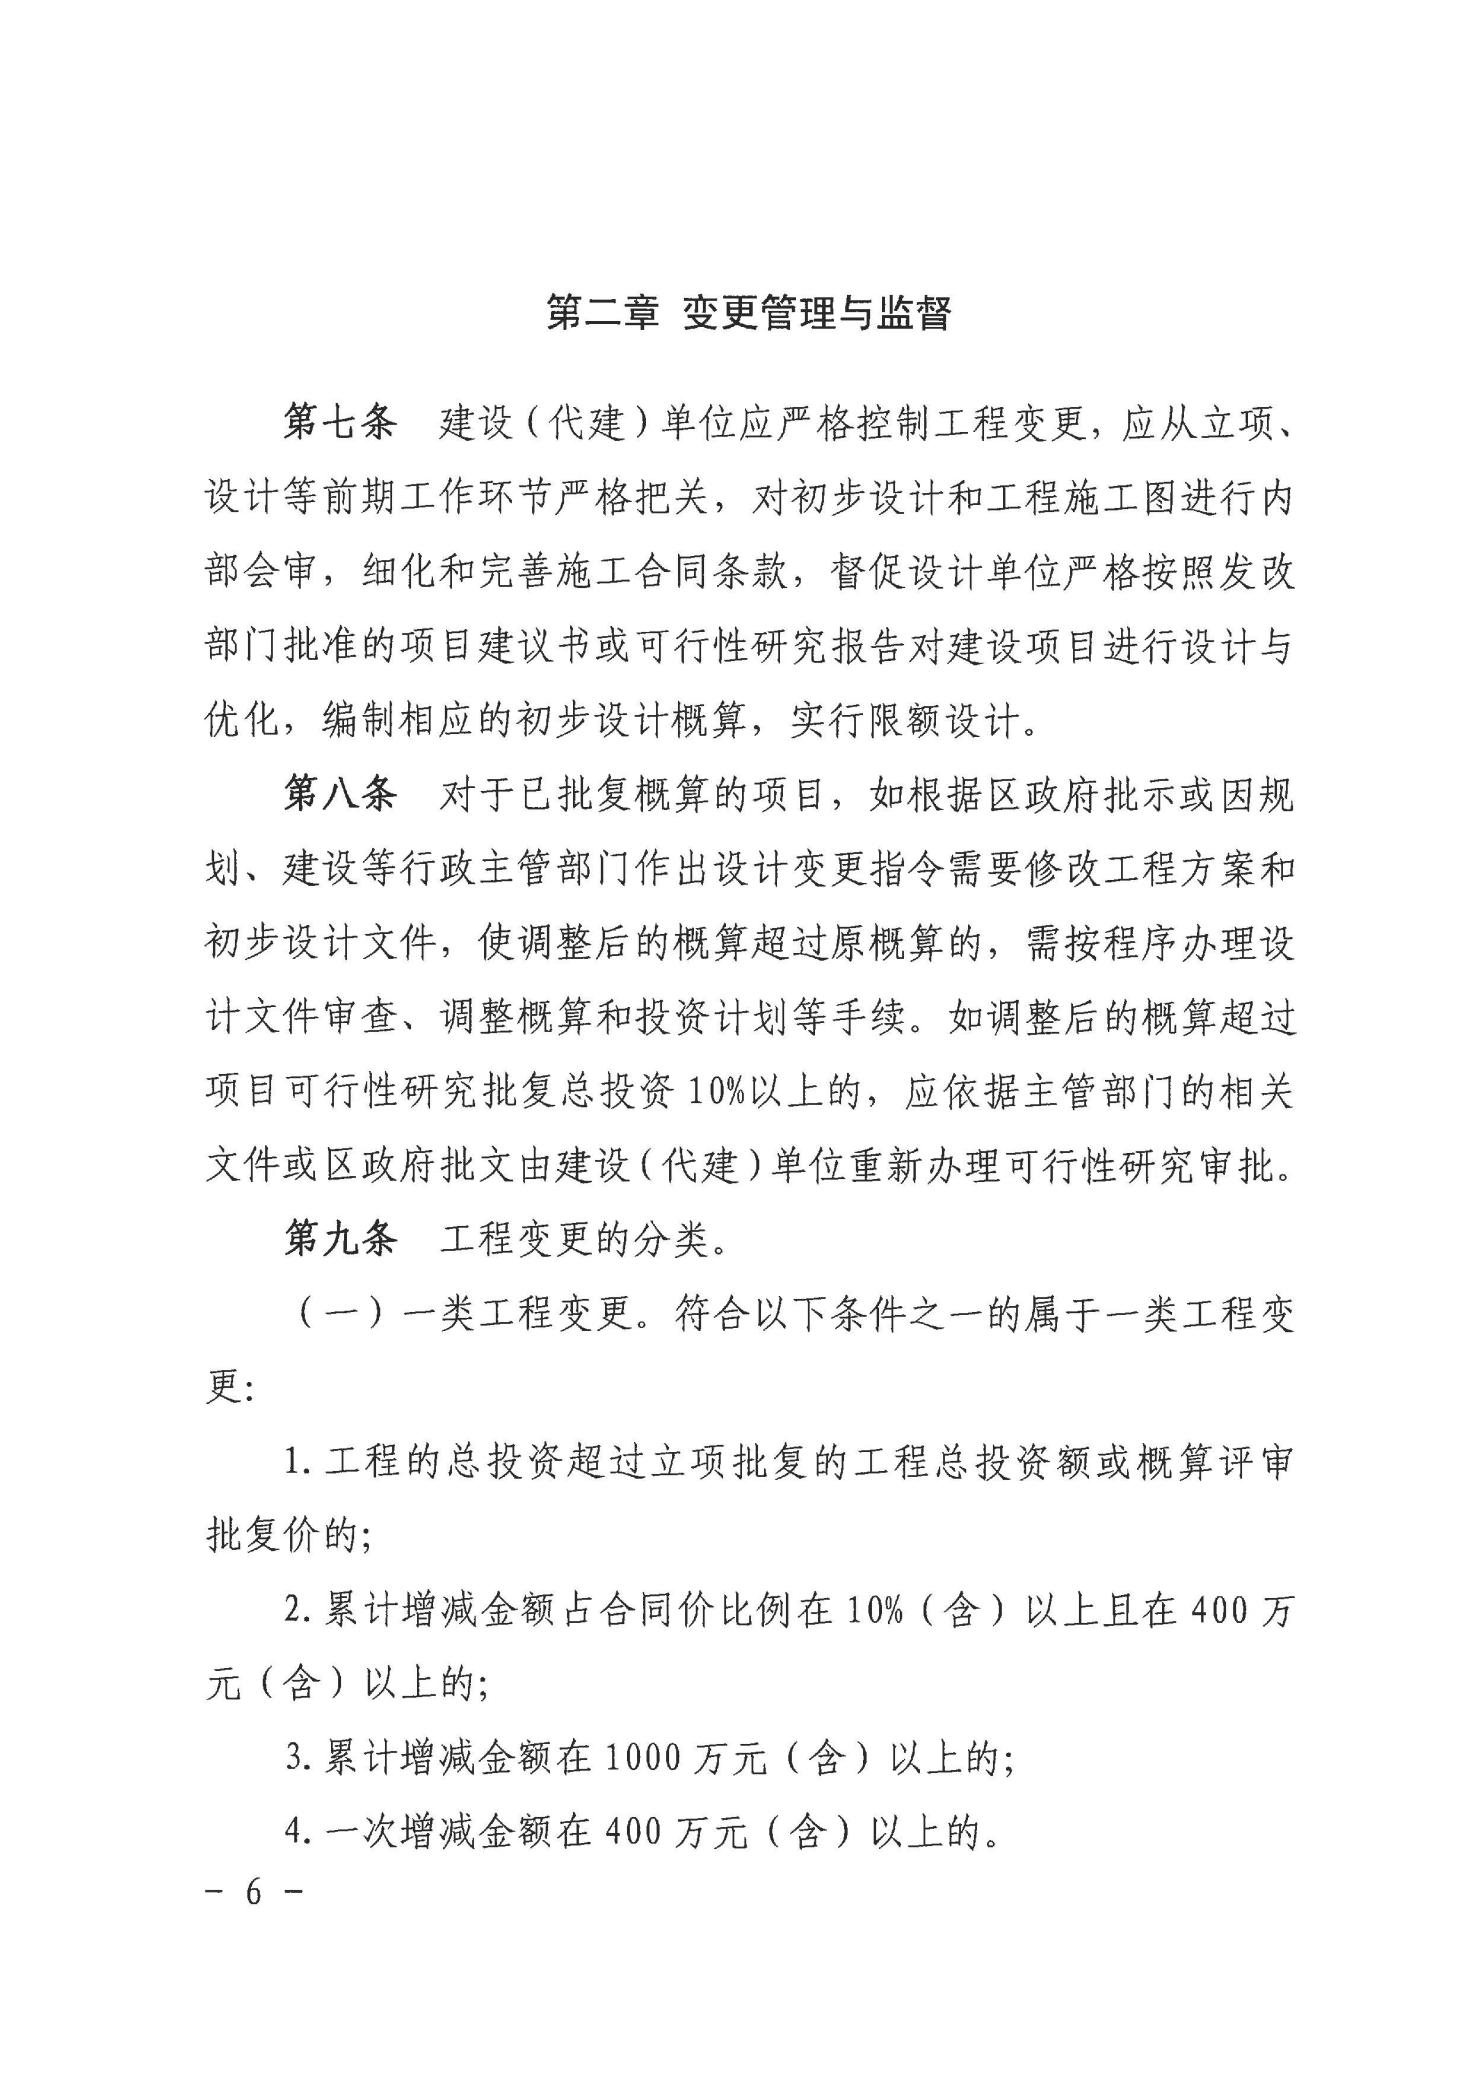 第二章 变更管理与监督
第七条 建设（代建）单位应严格控制工程变更，应从立项、
设计等前期工作环节严格把关，对初步设计和工程施工图进行内
部会审，细化和完善施工合同条款，督促设计单位严格按照发改
部门批准的项目建议书或可行性研究报告对建设项目进行设计与
优化，编制相应的初步设计概算，实行限额设计。
第八条 对于已批复概算的项目，如根据区政府批示或因规
划、建设等行政主管部门作出设计变更指令需要修改工程方案和
初步设计文件，使调整后的概算超过原概算的，需按程序办理设
计文件审查、调整概算和投资计划等手续。如调整后的概算超过
项目可行性研究批复总投资10%以上的，应依据主管部门的相关
文件或区政府批文由建设（代建）单位重新办理可行性研究审批。
第九条 工程变更的分类。
（一）一类工程变更。符合以下条件之一的属于一类工程变
更:
1.工程的总投资超过立项批复的工程总投资额或概算评审
批复价的;
2.累计增减金额占合同价比例在10%（含）以上且在400万
元（含）以上的;
3.累计增减金额在1000万元（含）以上的;
4.一次增减金额在400万元（含）以上的。
- 6 -